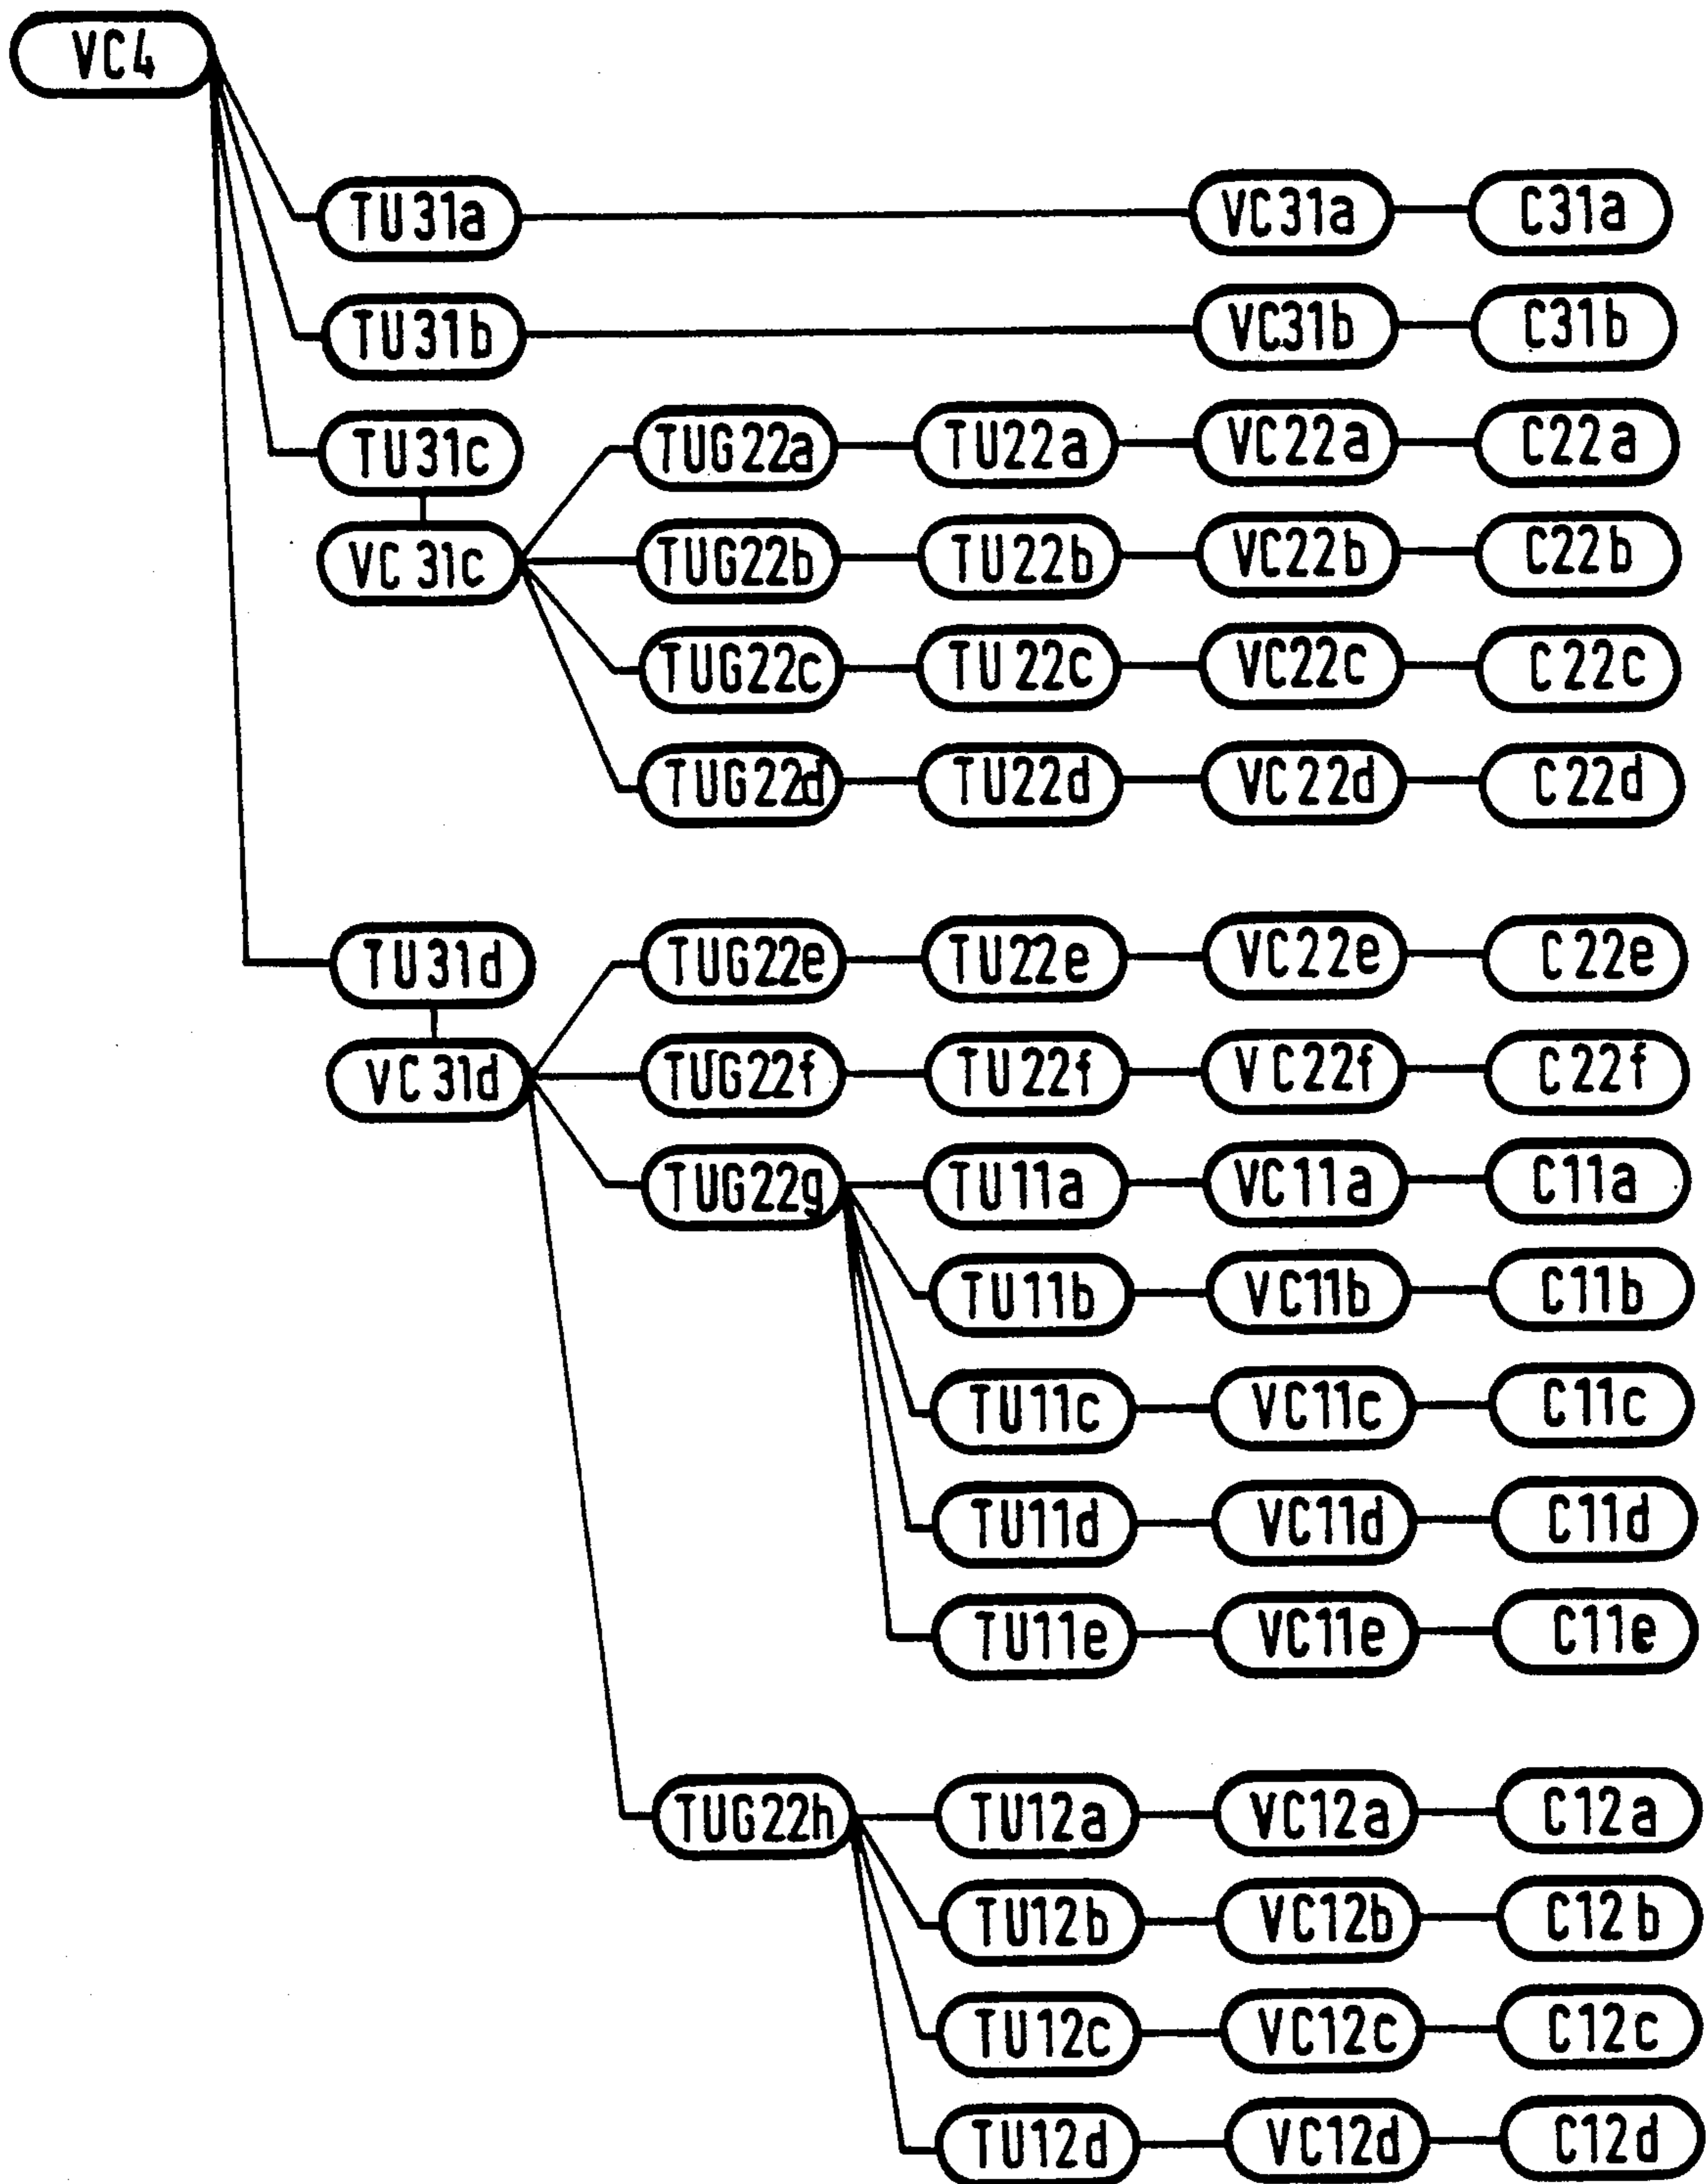 VC4
TU31a VC31a C31a
TU31b VC31b C31b
TU31c TUG22a TU22a VC22a C22a
VC31c TUG22b TU22b VC22b C22b
TUG22c TU22c VC22c C22c
TUG22d TU22d VC22d C22d
TU31d TUG22e TU22e VC22e C22e
VC31d TUG22f TU22f VC22f C22f
TUG22g TU11a VC11a C11a
TU11b VC11b C11b
TU11c VC11c C11c
TU11d VC11d C11d
TU11e VC11e C11e
TUG22h TU12a VC12a C12a
TU12b VC12b C12b
TU12c VC12c C12c
TU12d VC12d C12d